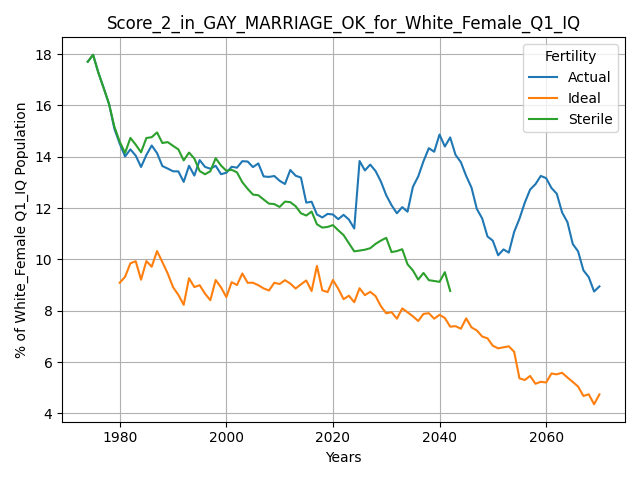 Score_2_in_GAY_MARRIAGE_OK_for_White_Female_Q1_IQ
Fertility
Actual
Ideal
Sterile
% of White_Female Q1_IQ Population
18
16
14
12
10
8
6
4
1980 2000 2020 2040 2060
Years